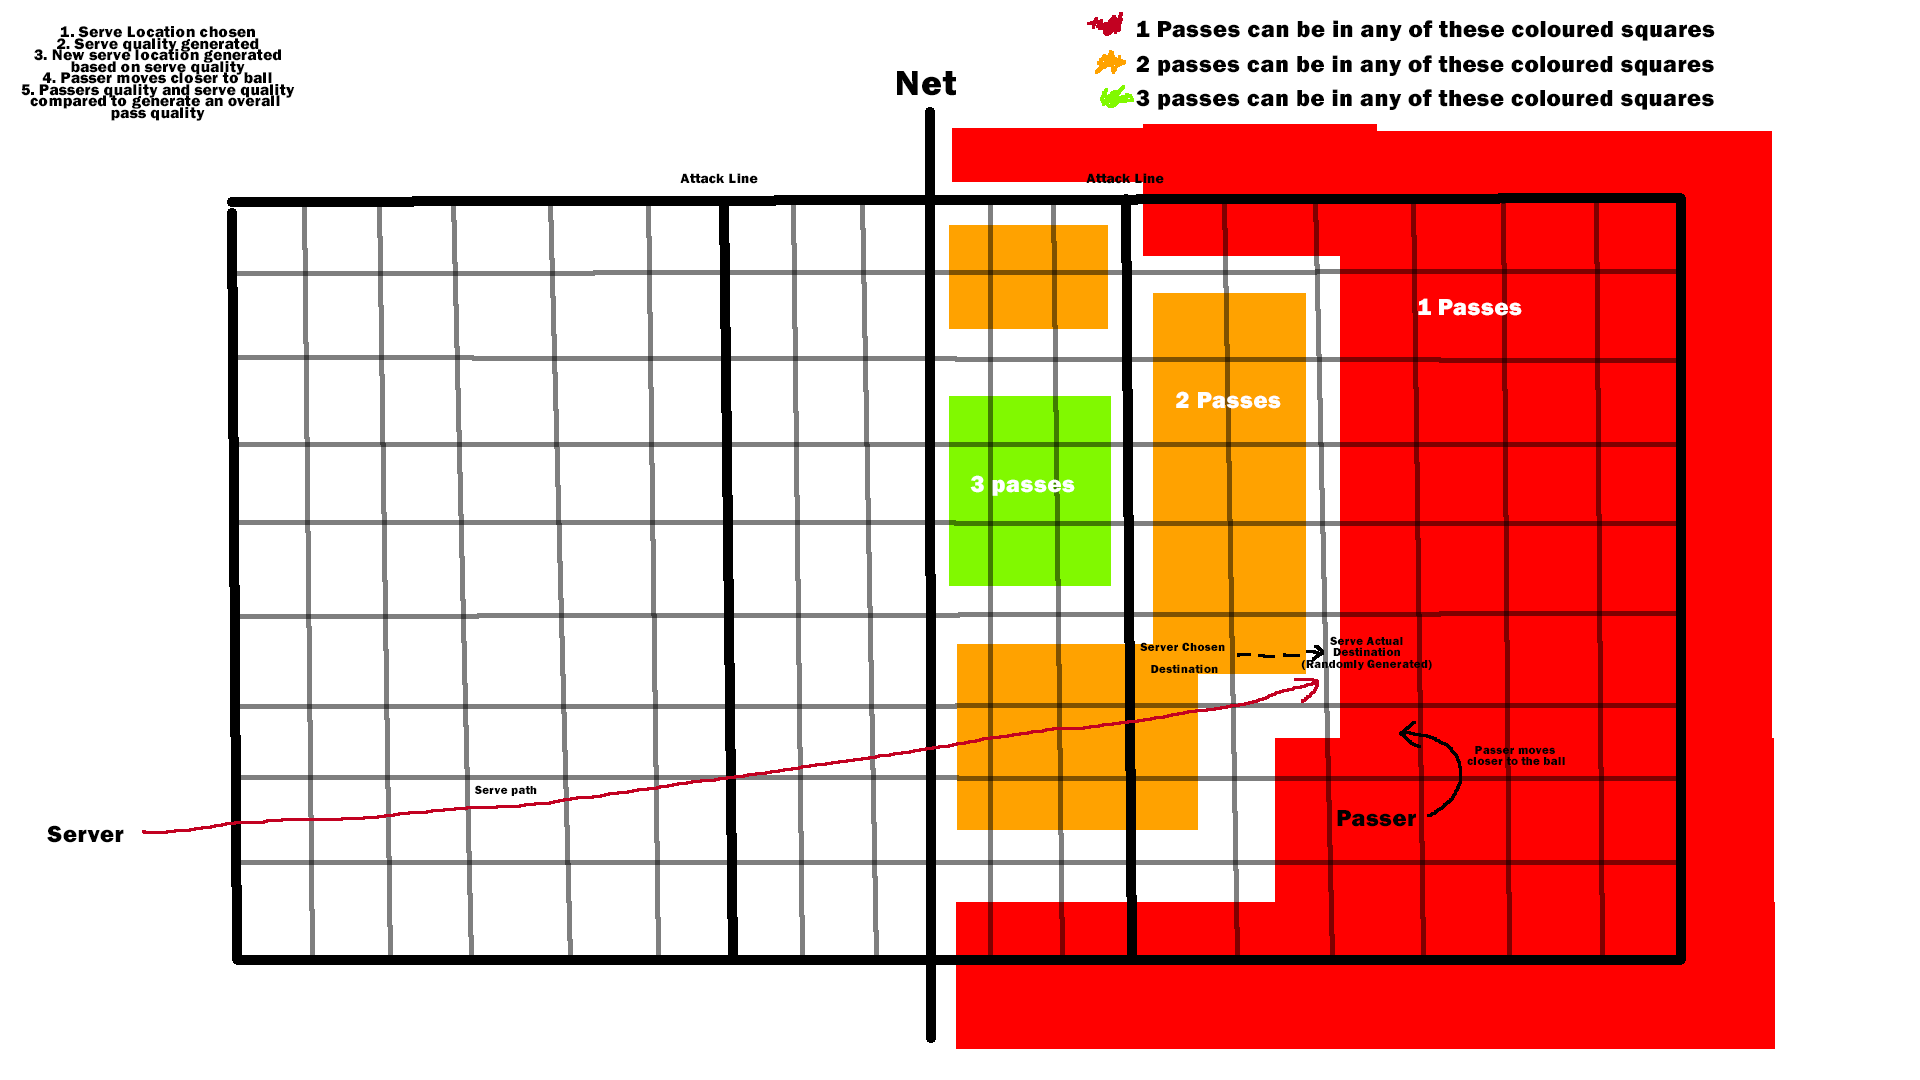 1. Serve Location chosen
2. Serve quality generated
3. New serve location generated
based on serve quality
4. Passer moves closer to ball
5. Passers quality and serve quality
compared to generate an overall
pass quality
1 Passes can be in any of these coloured squares
2 passes can be in any of these coloured squares
3 passes can be in any of these coloured squares
Net
Attack Line
Attack Line
1 Passes
2 Passes
3 passes
Server Chosen
Destination
Serve Actual
Destination
(Randomly Generated)
Passer moves
closer to the ball
Serve path
Server
Passer